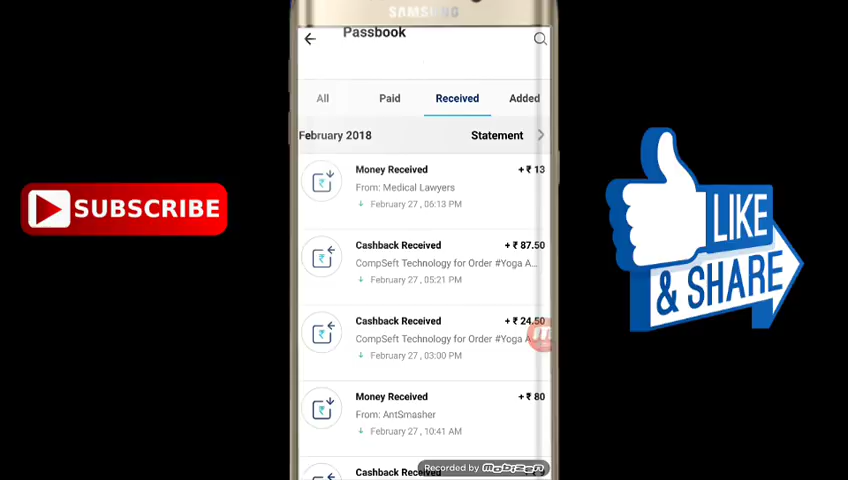 SAMSUNG
Passbook
All Paid Received Added
February 2018 Statement
Money Received +₹ 13
From: Medical Lawyers
February 27 , 06:13 PM
Cashback Received +₹ 87.50
CompSeft Technology for Order #Yoga A...
February 27 , 05:21 PM
Cashback Received +₹ 24.50
CompSeft Technology for Order #Yoga A...
February 27 , 03:00 PM
Money Received +₹ 80
From: AntSmasher
February 27 , 10:41 AM
Cashback Received
Recorded by MOBIZEN
SUBSCRIBE
LIKE
& SHARE